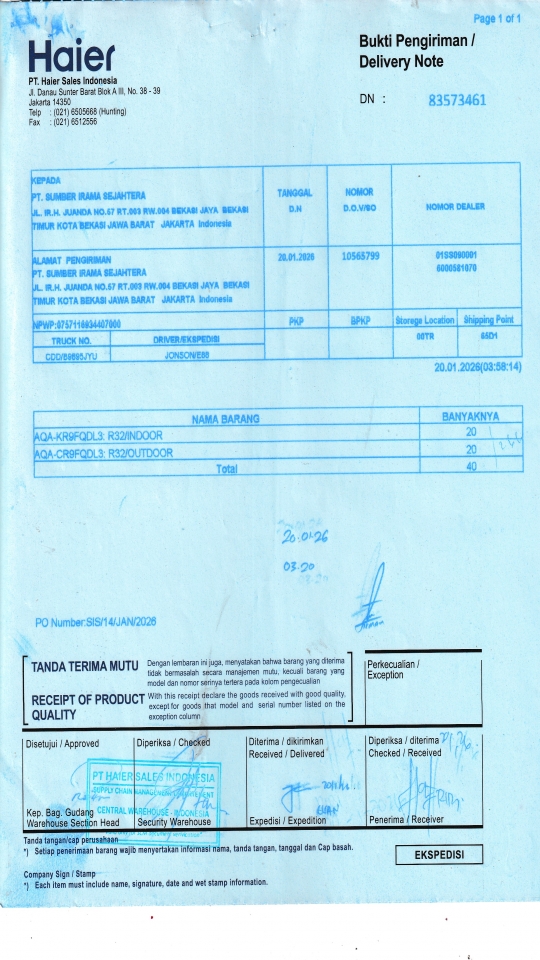 Page 1 of 1
Haier
PT. Haier Sales Indonesia
Jl. Danau Sunter Barat Blok A III, No. 38 - 39
Jakarta 14350
Telp : (021) 6505668 (Hunting)
Fax : (021) 6512556
Bukti Pengiriman /
Delivery Note
DN : 83573461
KEPADA
PT. SUMBER IRAMA SEJAHTERA
JL. IR.H. JUANDA NO.57 RT.003 RW.004 BEKASI JAYA BEKASI
TIMUR KOTA BEKASI JAWA BARAT JAKARTA Indonesia
TANGGAL
D.N
NOMOR
D.O.V/SO
NOMOR DEALER
ALAMAT PENGIRIMAN
PT. SUMBER IRAMA SEJAHTERA
JL. IR.H. JUANDA NO.57 RT.003 RW.004 BEKASI JAYA BEKASI
TIMUR KOTA BEKASI JAWA BARAT JAKARTA Indonesia
20.01.2026
10565799
01SS090001
6000581070
NPWP:0757116934407000
PKP
BPKP
Storege Location
Shipping Point
TRUCK NO.
DRIVER/EKSPEDISI
00TR
65D1
CDD/B9895JYU
JONSON/E88
20.01.2026(03:58:14)
NAMA BARANG BANYAKNYA
AQA-KR9FQDL3: R32/INDOOR 20
AQA-CR9FQDL3: R32/OUTDOOR 20
Total 40
20-01-26
03.20
PO Number:SIS/14/JAN/2026
TANDA TERIMA MUTU
Dengan lembaran ini juga, menyatakan bahwa barang yang diterima
tidak bermasalah secara manajemen mutu, kecuali barang yang
model dan nomor serinya tertera pada kolom pengecualian
RECEIPT OF PRODUCT
QUALITY
With this receipt declare the goods received with good quality,
except for goods that model and serial number listed on the
exception column
Perkecualian /
Exception
Disetujui / Approved
Diperiksa / Checked
Diterima / dikirimkan
Received / Delivered
Diperiksa / diterima
Checked / Received
PT HAIER SALES INDONESIA
SUPPLY CHAIN MANAGEMENT DEPARTMENT
CENTRAL WAREHOUSE - INDONESIA
Kep. Bag. Gudang
Warehouse Section Head
Security Warehouse
Expedisi / Expedition
Penerima / Receiver
Tanda tangan/cap perusahaan
*) Setiap penerimaan barang wajib menyertakan informasi nama, tanda tangan, tanggal dan Cap basah.
EKSPEDISI
Company Sign / Stamp
*) Each item must include name, signature, date and wet stamp information.